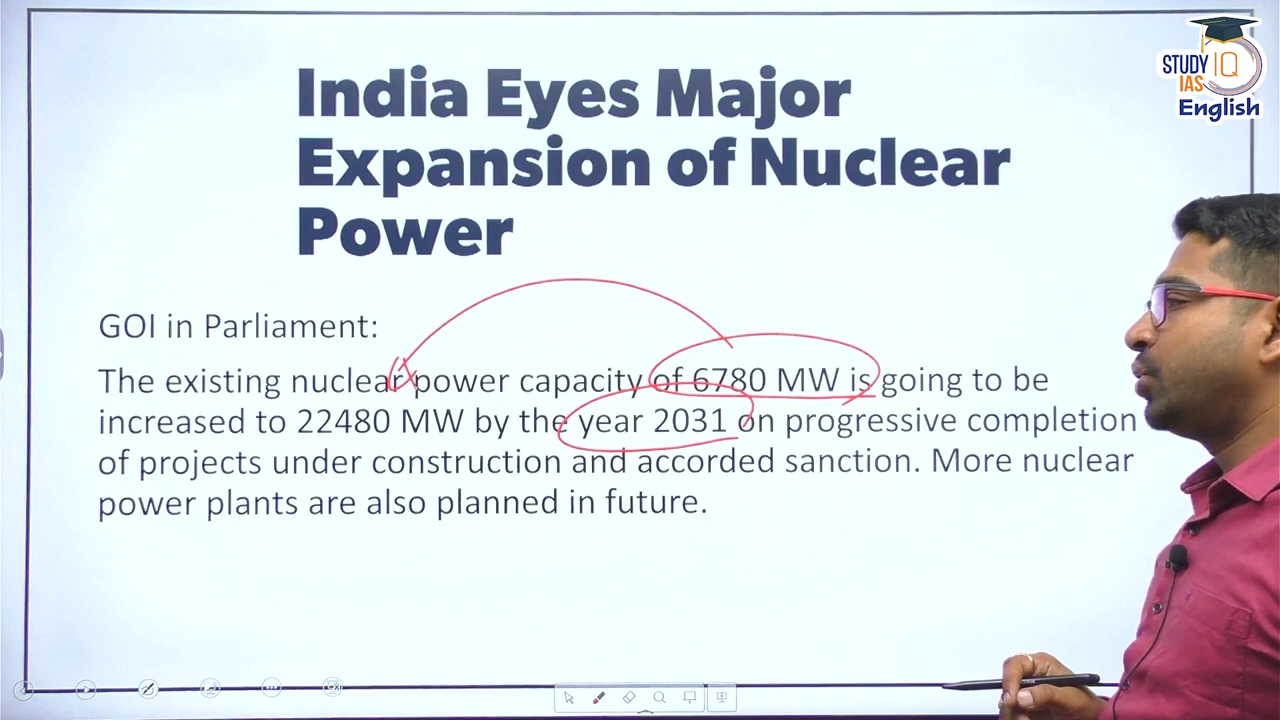 India Eyes Major
Expansion of Nuclear
Power
GOI in Parliament:
The existing nuclear power capacity of 6780 MW is going to be
increased to 22480 MW by the year 2031 on progressive completion
of projects under construction and accorded sanction. More nuclear
power plants are also planned in future.
STUDY IQ
IAS
English